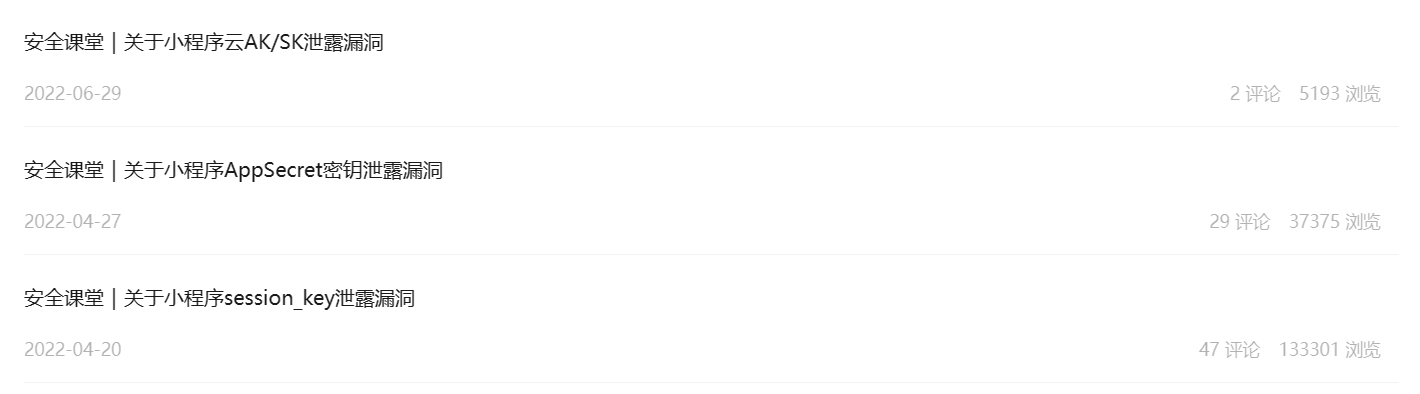 安全课堂 | 关于小程序云AK/SK泄露漏洞
2022-06-29 2 评论 5193 浏览
安全课堂 | 关于小程序AppSecret密钥泄露漏洞
2022-04-27 29 评论 37375 浏览
安全课堂 | 关于小程序session_key泄露漏洞
2022-04-20 47 评论 133301 浏览